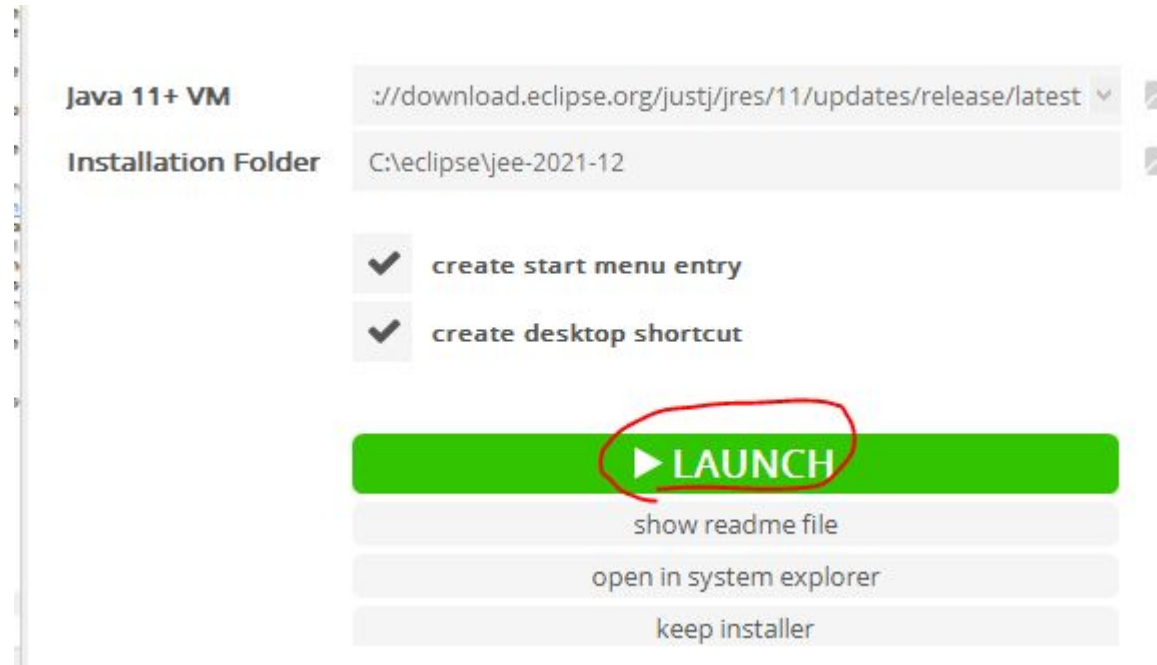 Java 11+ VM ://download.eclipse.org/justj/jres/11/updates/release/latest
Installation Folder C:\eclipse\jee-2021-12
create start menu entry
create desktop shortcut
LAUNCH
show readme file
open in system explorer
keep installer